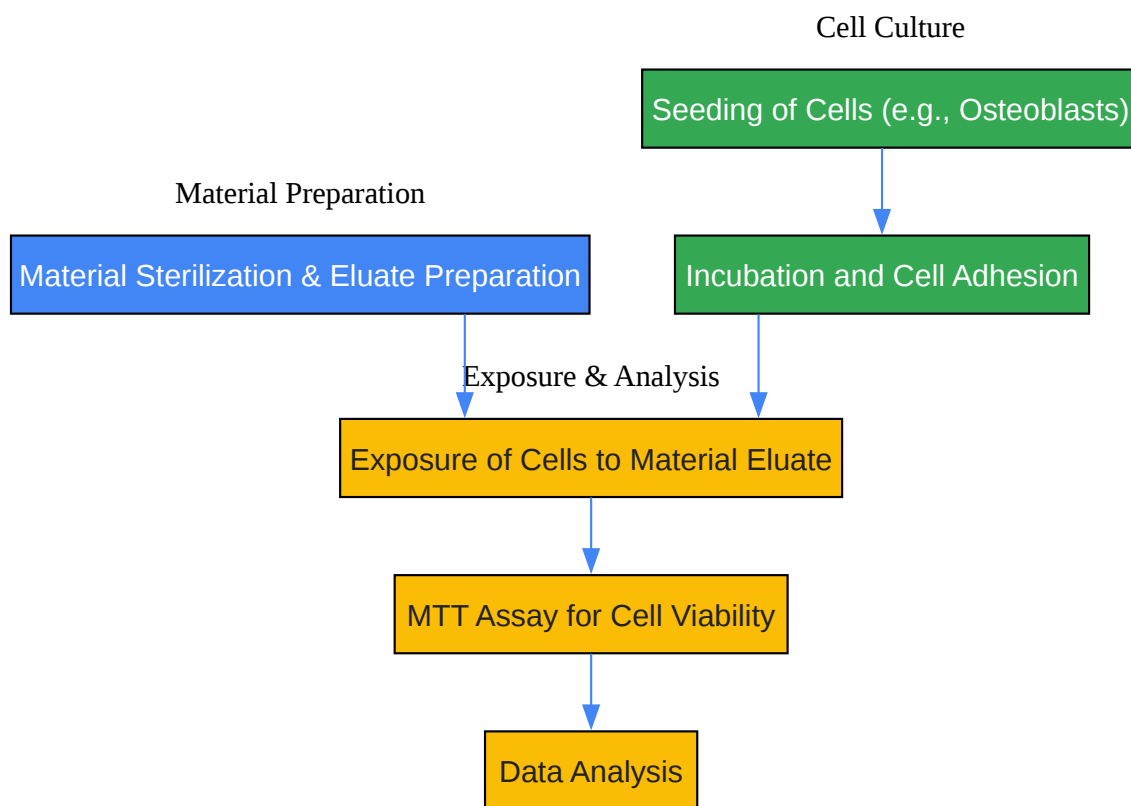 Cell Culture
Seeding of Cells (e.g., Osteoblasts)
Material Preparation
Material Sterilization & Eluate Preparation
Incubation and Cell Adhesion
Exposure & Analysis
Exposure of Cells to Material Eluate
MTT Assay for Cell Viability
Data Analysis